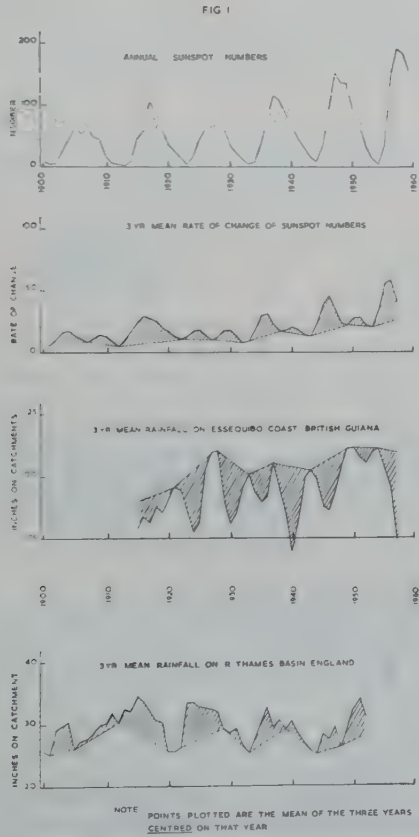 FIG 1
ANNUAL SUNSPOT NUMBERS
NUMBER
200
100
0
1900
1910
1920
1930
1940
1950
1960
3 YR MEAN RATE OF CHANGE OF SUNSPOT NUMBERS
RATE OF CHANGE
0
3 YR MEAN RAINFALL ON ESSEQUIBO COAST BRITISH GUIANA
INCHES ON CATCHMENTS
1900
1910
1920
1930
1940
1950
1960
3 YR MEAN RAINFALL ON R THAMES BASIN ENGLAND
INCHES ON CATCHMENT
40
30
20
NOTE POINTS PLOTTED ARE THE MEAN OF THE THREE YEARS
CENTRED ON THAT YEAR